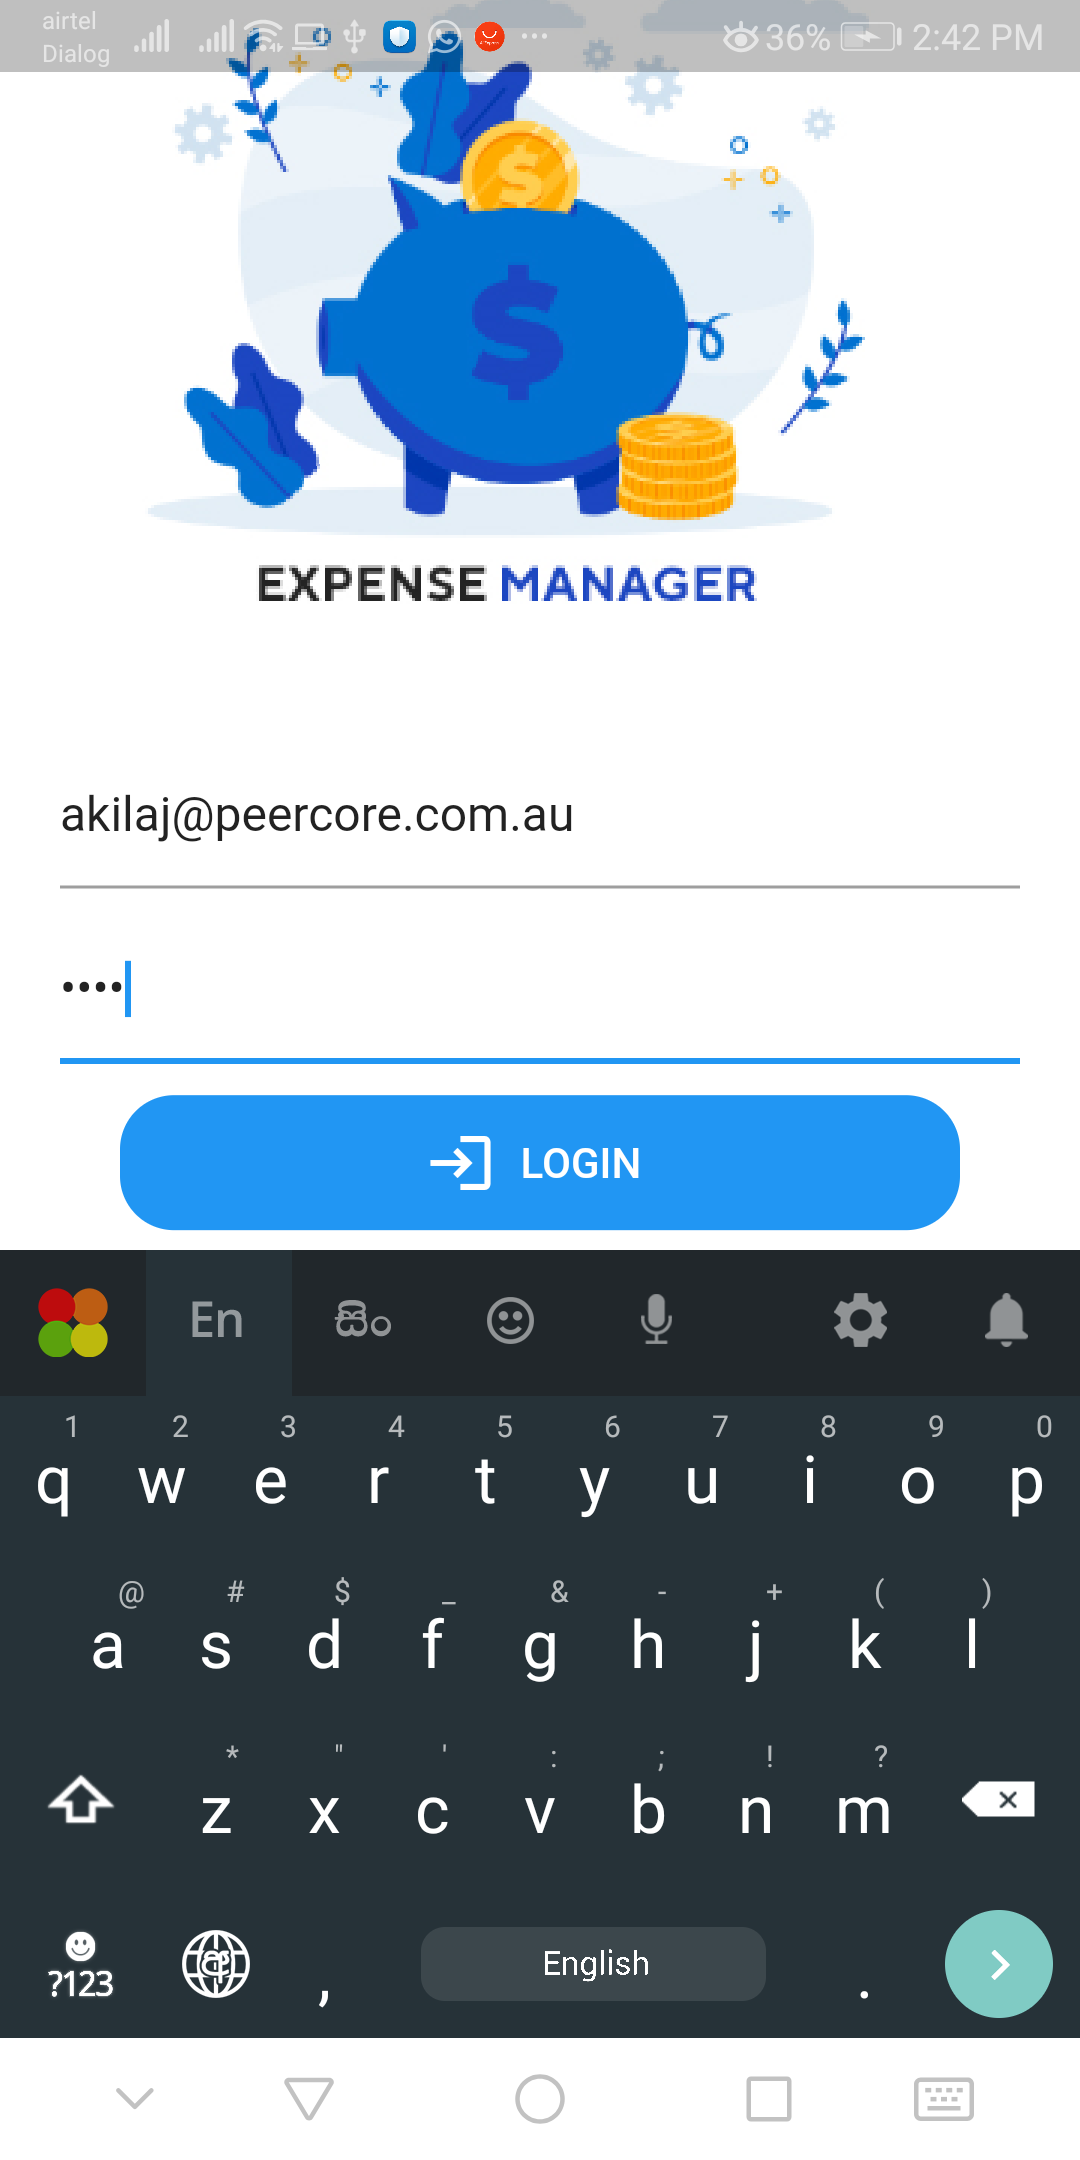 airtel
Dialog
36% 2:42 PM
$
$
EXPENSE MANAGER
akilaj@peercore.com.au
••••
LOGIN
En සිං
1 2 3 4 5 6 7 8 9 0
q w e r t y u i o p
@ # $ _ & - + ( )
a s d f g h j k l
* " ' : ; ! ?
z x c v b n m
?123 , English .